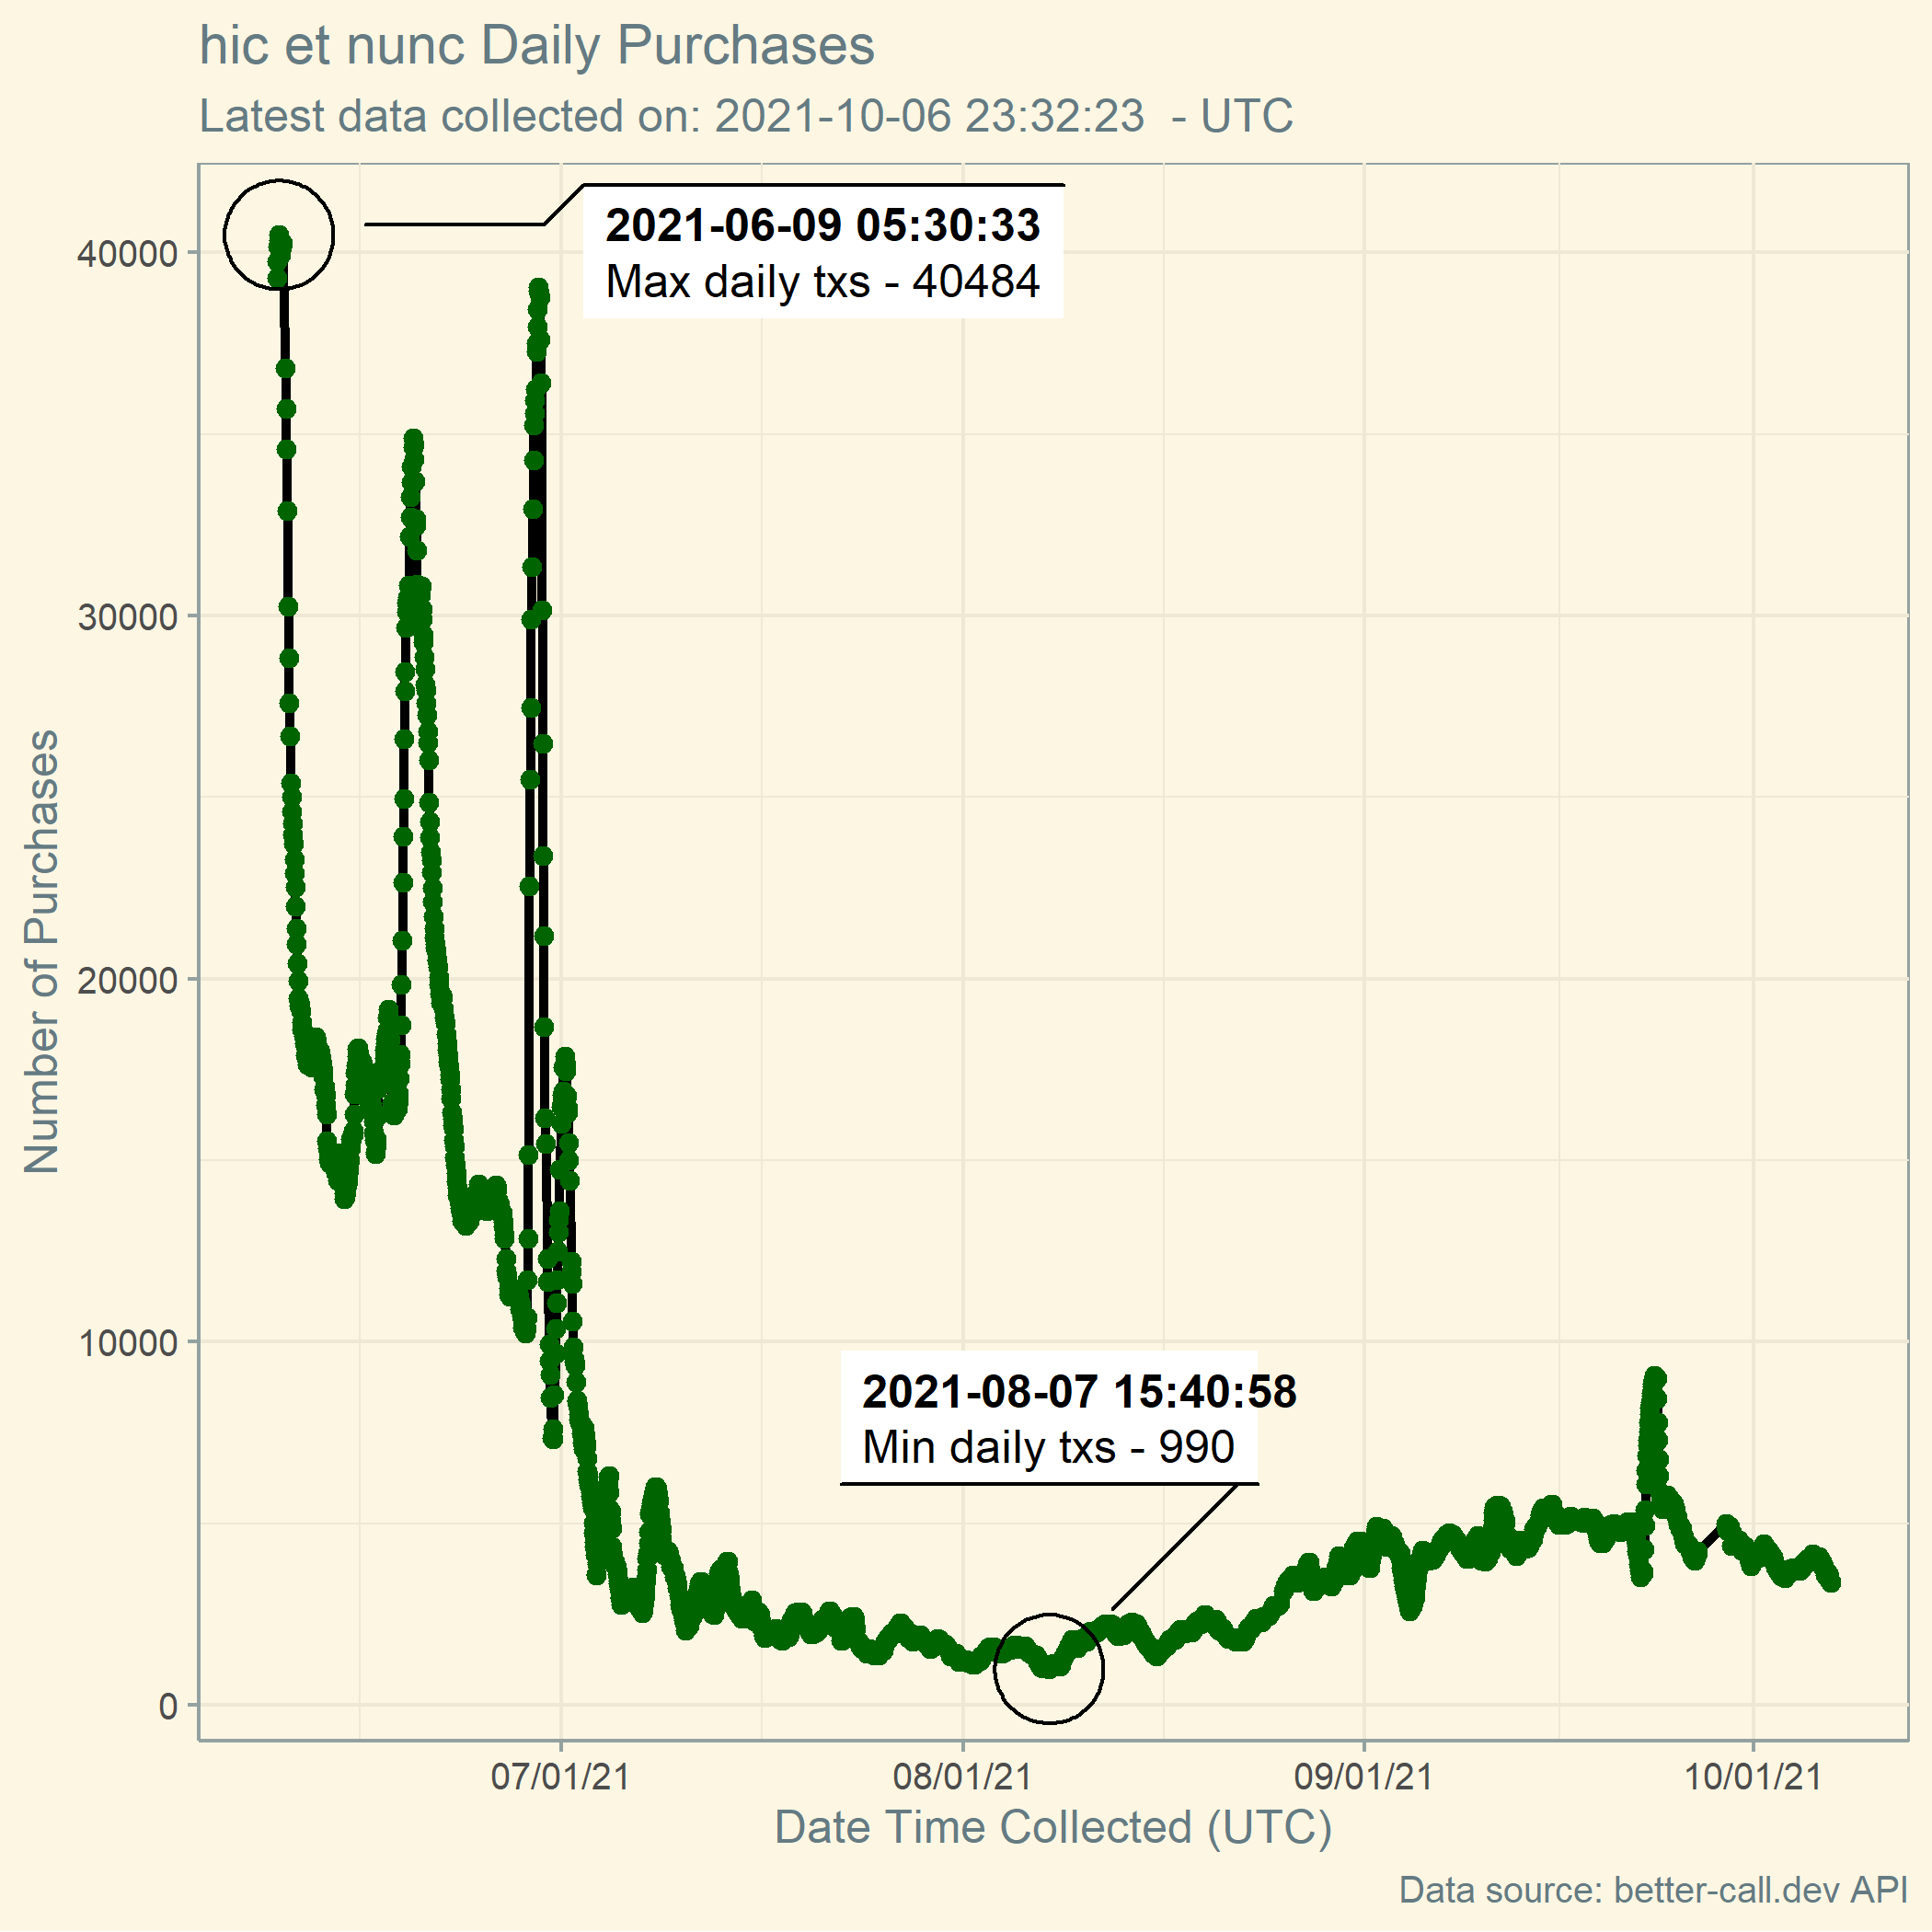 hic et nunc Daily Purchases
Latest data collected on: 2021-10-06 23:32:23  - UTC
2021-06-09 05:30:33
Max daily txs - 40484
40000
30000
20000
10000
0
Number of Purchases
2021-08-07 15:40:58
Min daily txs - 990
07/01/21
08/01/21
09/01/21
10/01/21
Date Time Collected (UTC)
Data source: better-call.dev API